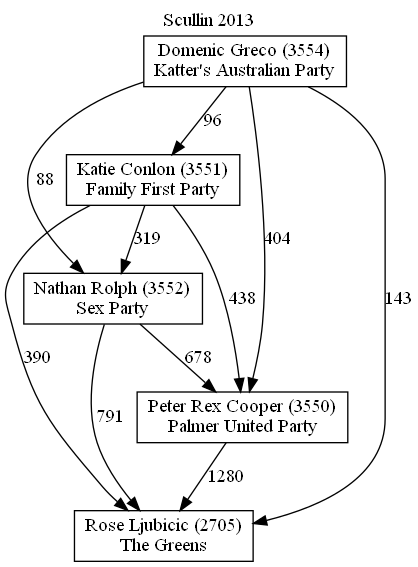 Scullin 2013
Domenic Greco (3554)
Katter's Australian Party
96
Katie Conlon (3551)
Family First Party
88
319
404
Nathan Rolph (3552)
Sex Party
438
143
390
678
Peter Rex Cooper (3550)
Palmer United Party
791
1280
Rose Ljubicic (2705)
The Greens